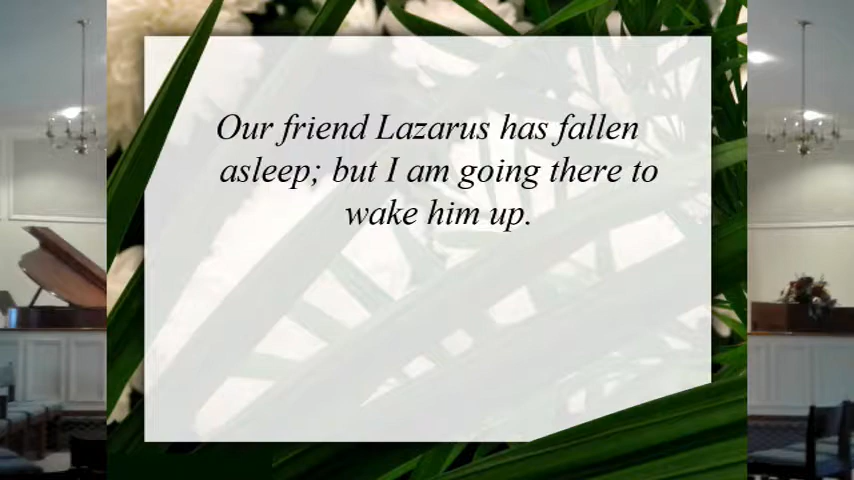 Our friend Lazarus has fallen
asleep; but I am going there to
wake him up.